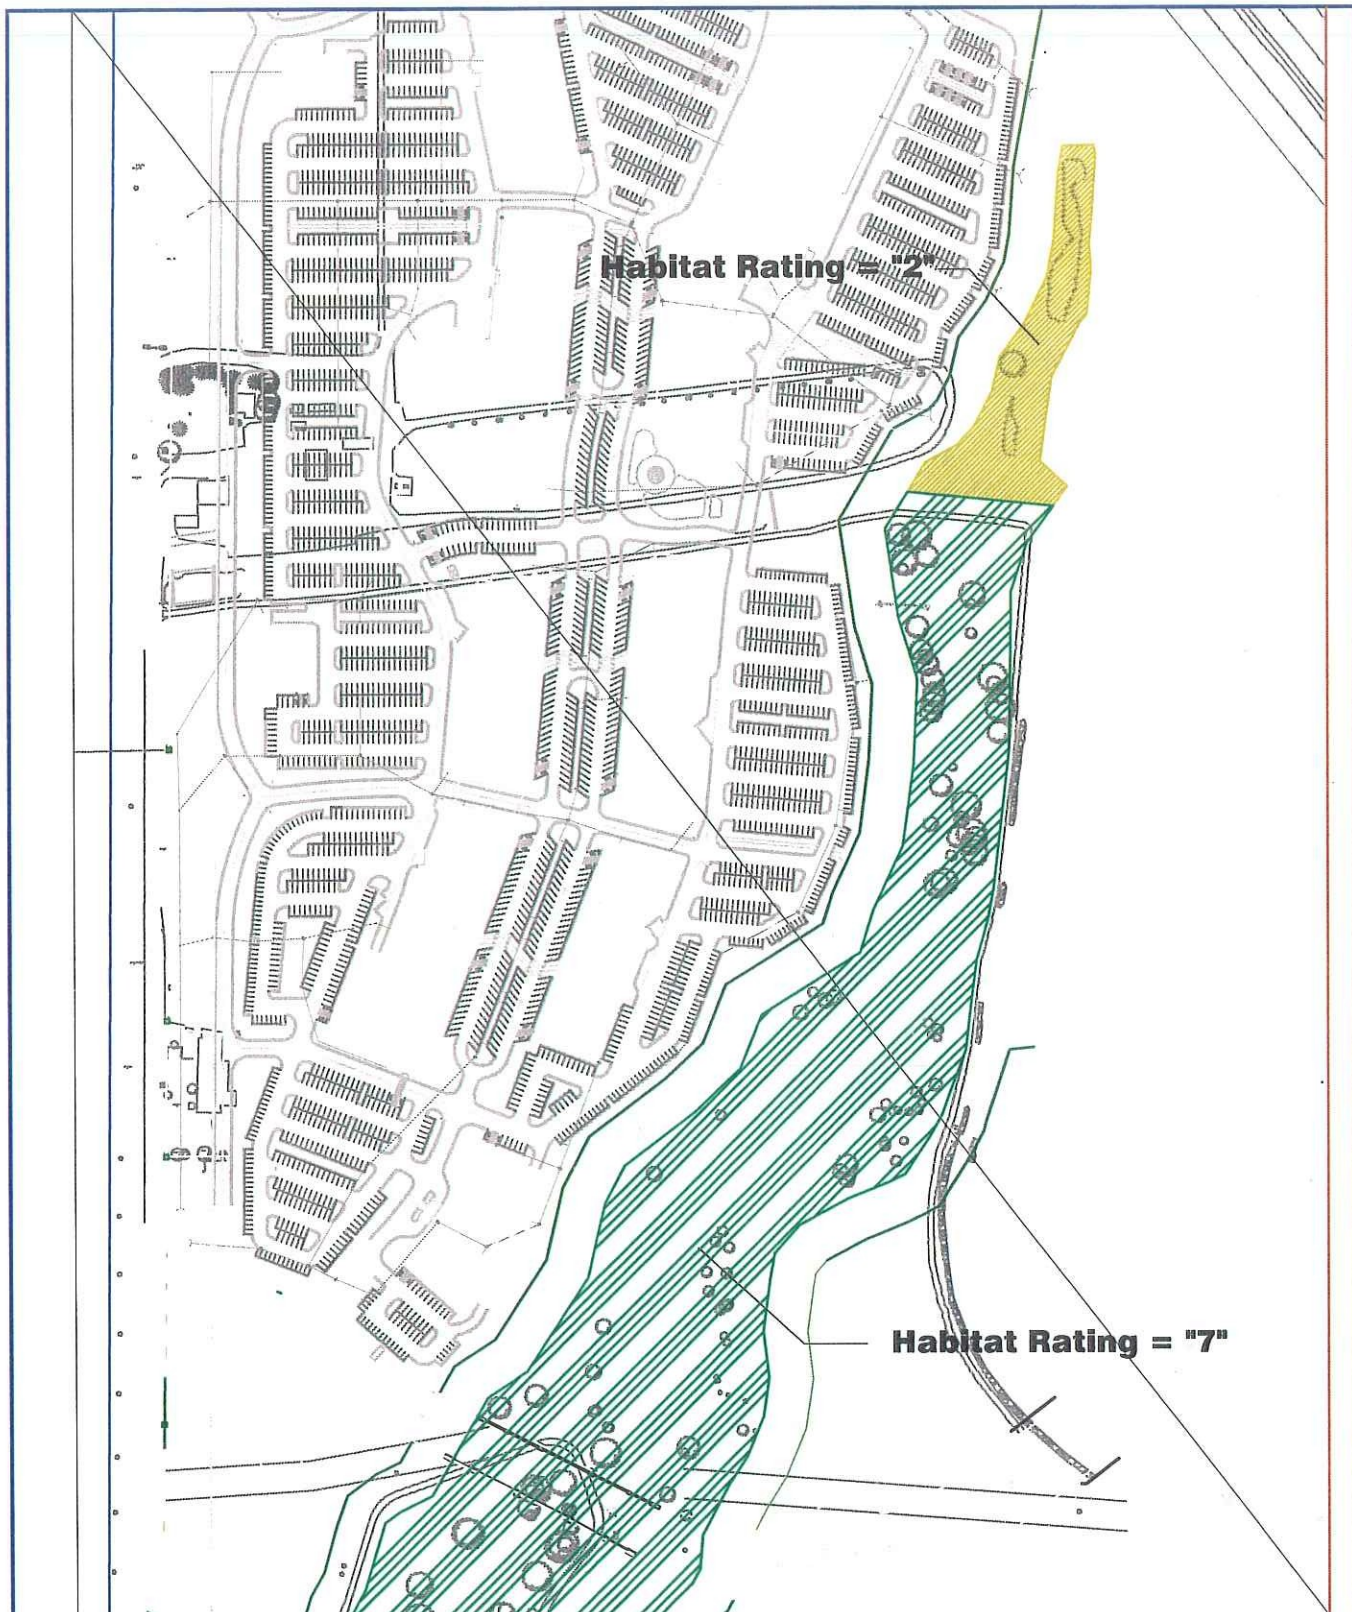 Habitat Rating = "2"
Habitat Rating = "7"